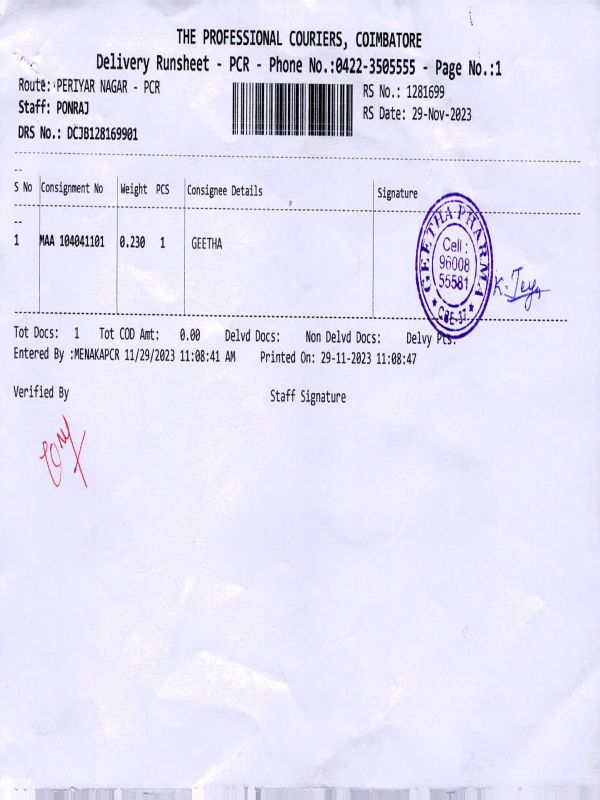 THE PROFESSIONAL COURIERS, COIMBATORE
Delivery Runsheet - PCR - Phone No.:0422-3505555 - Page No.:1
Route: PERIYAR NAGAR - PCR
RS No.: 1281699
Staff: PONRAJ
RS Date: 29-Nov-2023
DRS No.: DCJB128169901
--
S No Consignment No Weight PCS Consignee Details Signature
--
1 MAA 104041101 0.230 1 GEETHA
GEETHA PHARMA
Cell :
96008
55581
CBE-37
Tot Docs: 1 Tot COD Amt: 0.00 Delvd Docs: Non Delvd Docs: Delvy Pts:
Entered By :MENAKAPCR 11/29/2023 11:08:41 AM Printed On: 29-11-2023 11:08:47
Verified By Staff Signature